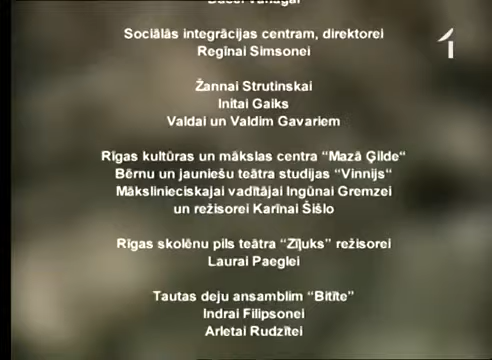 Sociālās integrācijas centram, direktorei
Regīnai Simsonei
Žannai Strutinskai
Initai Gaiks
Valdai un Valdim Gavariem
Rīgas kultūras un mākslas centra “Mazā Ģilde“
Bērnu un jauniešu teātra studijas “Vinnijs“
Mākslinieciskajai vadītājai Ingūnai Gremzei
un režisorei Karīnai Šišlo
Rīgas skolēnu pils teātra “Zīļuks” režisorei
Laurai Paeglei
Tautas deju ansamblim “Bitīte”
Indrai Filipsonei
Arletai Rudzītei
1